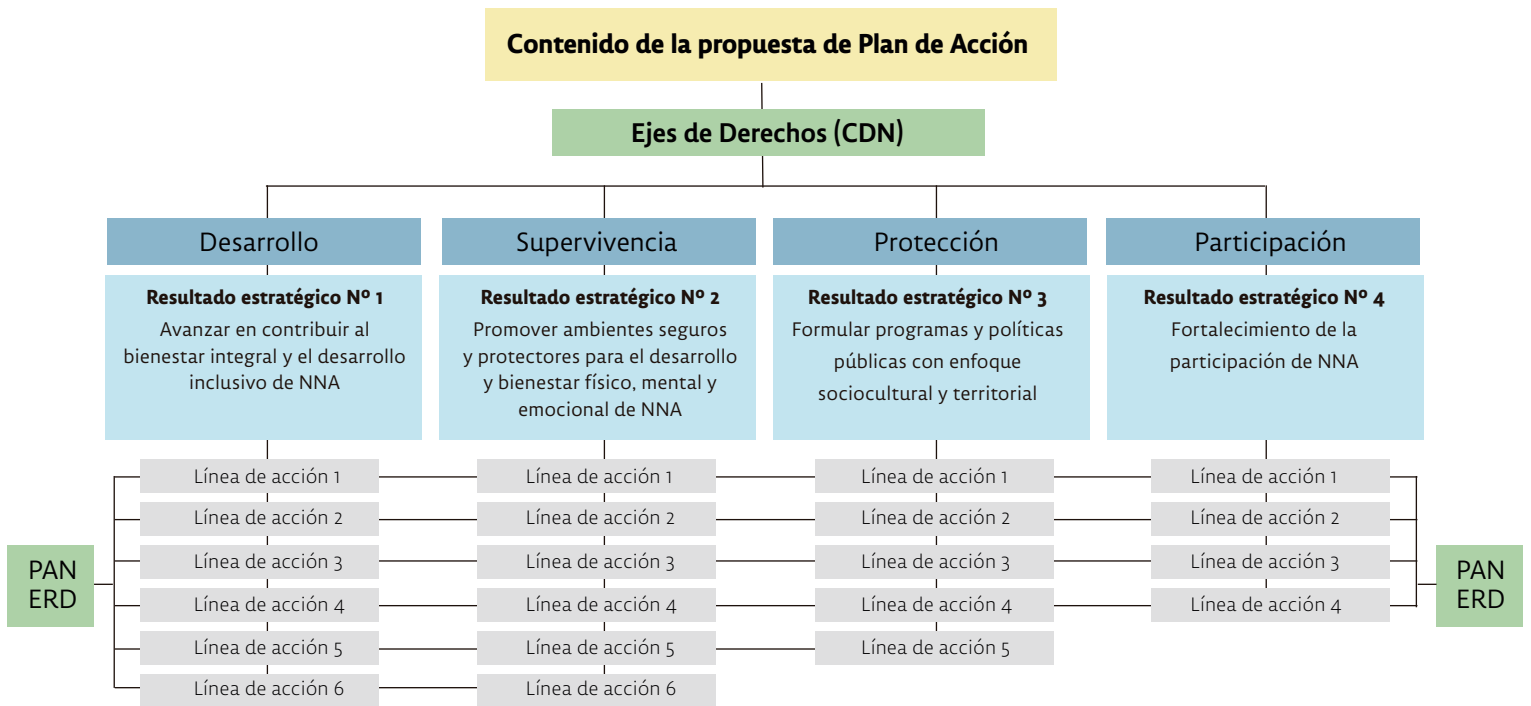 Contenido de la propuesta de Plan de Acción
Ejes de Derechos (CDN)
Desarrollo
Resultado estratégico Nº 1
Avanzar en contribuir al
bienestar integral y el desarrollo
inclusivo de NNA
Línea de acción 1
Línea de acción 2
Línea de acción 3
Línea de acción 4
Línea de acción 5
Línea de acción 6
Supervivencia
Resultado estratégico Nº 2
Promover ambientes seguros
y protectores para el desarrollo
y bienestar físico, mental y
emocional de NNA
Línea de acción 1
Línea de acción 2
Línea de acción 3
Línea de acción 4
Línea de acción 5
Línea de acción 6
Protección
Resultado estratégico Nº 3
Formular programas y políticas
públicas con enfoque
sociocultural y territorial
Línea de acción 1
Línea de acción 2
Línea de acción 3
Línea de acción 4
Línea de acción 5
Participación
Resultado estratégico Nº 4
Fortalecimiento de la
participación de NNA
Línea de acción 1
Línea de acción 2
Línea de acción 3
Línea de acción 4
PAN
ERD
PAN
ERD